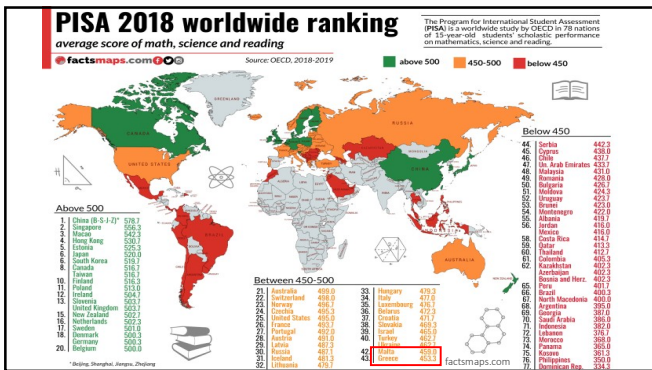 PISA 2018 worldwide ranking
average score of math, science and reading
factsmaps.com
Source: OECD, 2018-2019
The Program for International Student Assessment
(PISA) is a worldwide study by OECD in 78 nations
of 15-year-old students' scholastic performance
on mathematics, science and reading.
above 500
450-500
below 450
GREENLAND
CANADA
UNITED STATES
RUSSIA
CHINA
BRASIL
INDONESIA
AUSTRALIA
Above 500
1. China (B-S-J-Z)* 578.7
2. Singapore 556.3
3. Macao 542.3
4. Hong Kong 530.7
5. Estonia 525.3
6. Japan 520.0
6. South Korea 519.7
8. Canada 516.7
Taiwan 516.7
10. Finland 516.3
11. Poland 513.0
12. Ireland 504.7
13. Slovenia 503.7
United Kingdom 503.7
15. New Zealand 502.7
16. Netherlands 502.3
17. Sweden 501.0
18. Denmark 500.3
Germany 500.3
20. Belgium 500.0
* Beijing, Shanghai, Jiangsu, Zhejiang
Between 450-500
21. Australia 499.0
22. Switzerland 498.0
23. Norway 496.7
24. Czechia 495.3
25. United States 495.0
26. France 493.7
27. Portugal 492.0
28. Austria 491.0
29. Latvia 487.3
30. Russia 481.7
31. Iceland 481.3
32. Lithuania 479.7
33. Hungary 479.3
34. Italy 477.0
35. Luxembourg 476.7
36. Belarus 472.3
37. Croatia 471.7
38. Slovakia 469.3
39. Israel 465.0
40. Turkey 462.7
Ukraine 462.7
42. Malta 459.0
43. Greece 453.3
Below 450
44. Serbia 442.3
45. Cyprus 438.0
46. Chile 437.7
47. Un. Arab Emirates 433.7
48. Malaysia 431.0
49. Romania 428.0
50. Bulgaria 426.7
51. Moldova 424.3
52. Uruguay 423.7
53. Brunei 423.0
54. Montenegro 422.0
55. Albania 419.7
56. Jordan 416.0
Mexico 416.0
58. Costa Rica 414.7
59. Qatar 413.3
60. Thailand 412.7
61. Colombia 405.3
62. Kazakhstan 402.3
Azerbaijan 402.3
Bosnia and Herz. 402.3
65. Peru 401.7
66. Brazil 400.3
67. North Macedonia 400.0
68. Argentina 395.0
69. Georgia 387.0
70. Saudi Arabia 386.0
71. Indonesia 382.0
72. Lebanon 376.7
73. Morocco 368.0
74. Panama 365.0
75. Kosovo 361.3
76. Philippines 350.0
77. Dominican Rep. 334.3
factsmaps.com